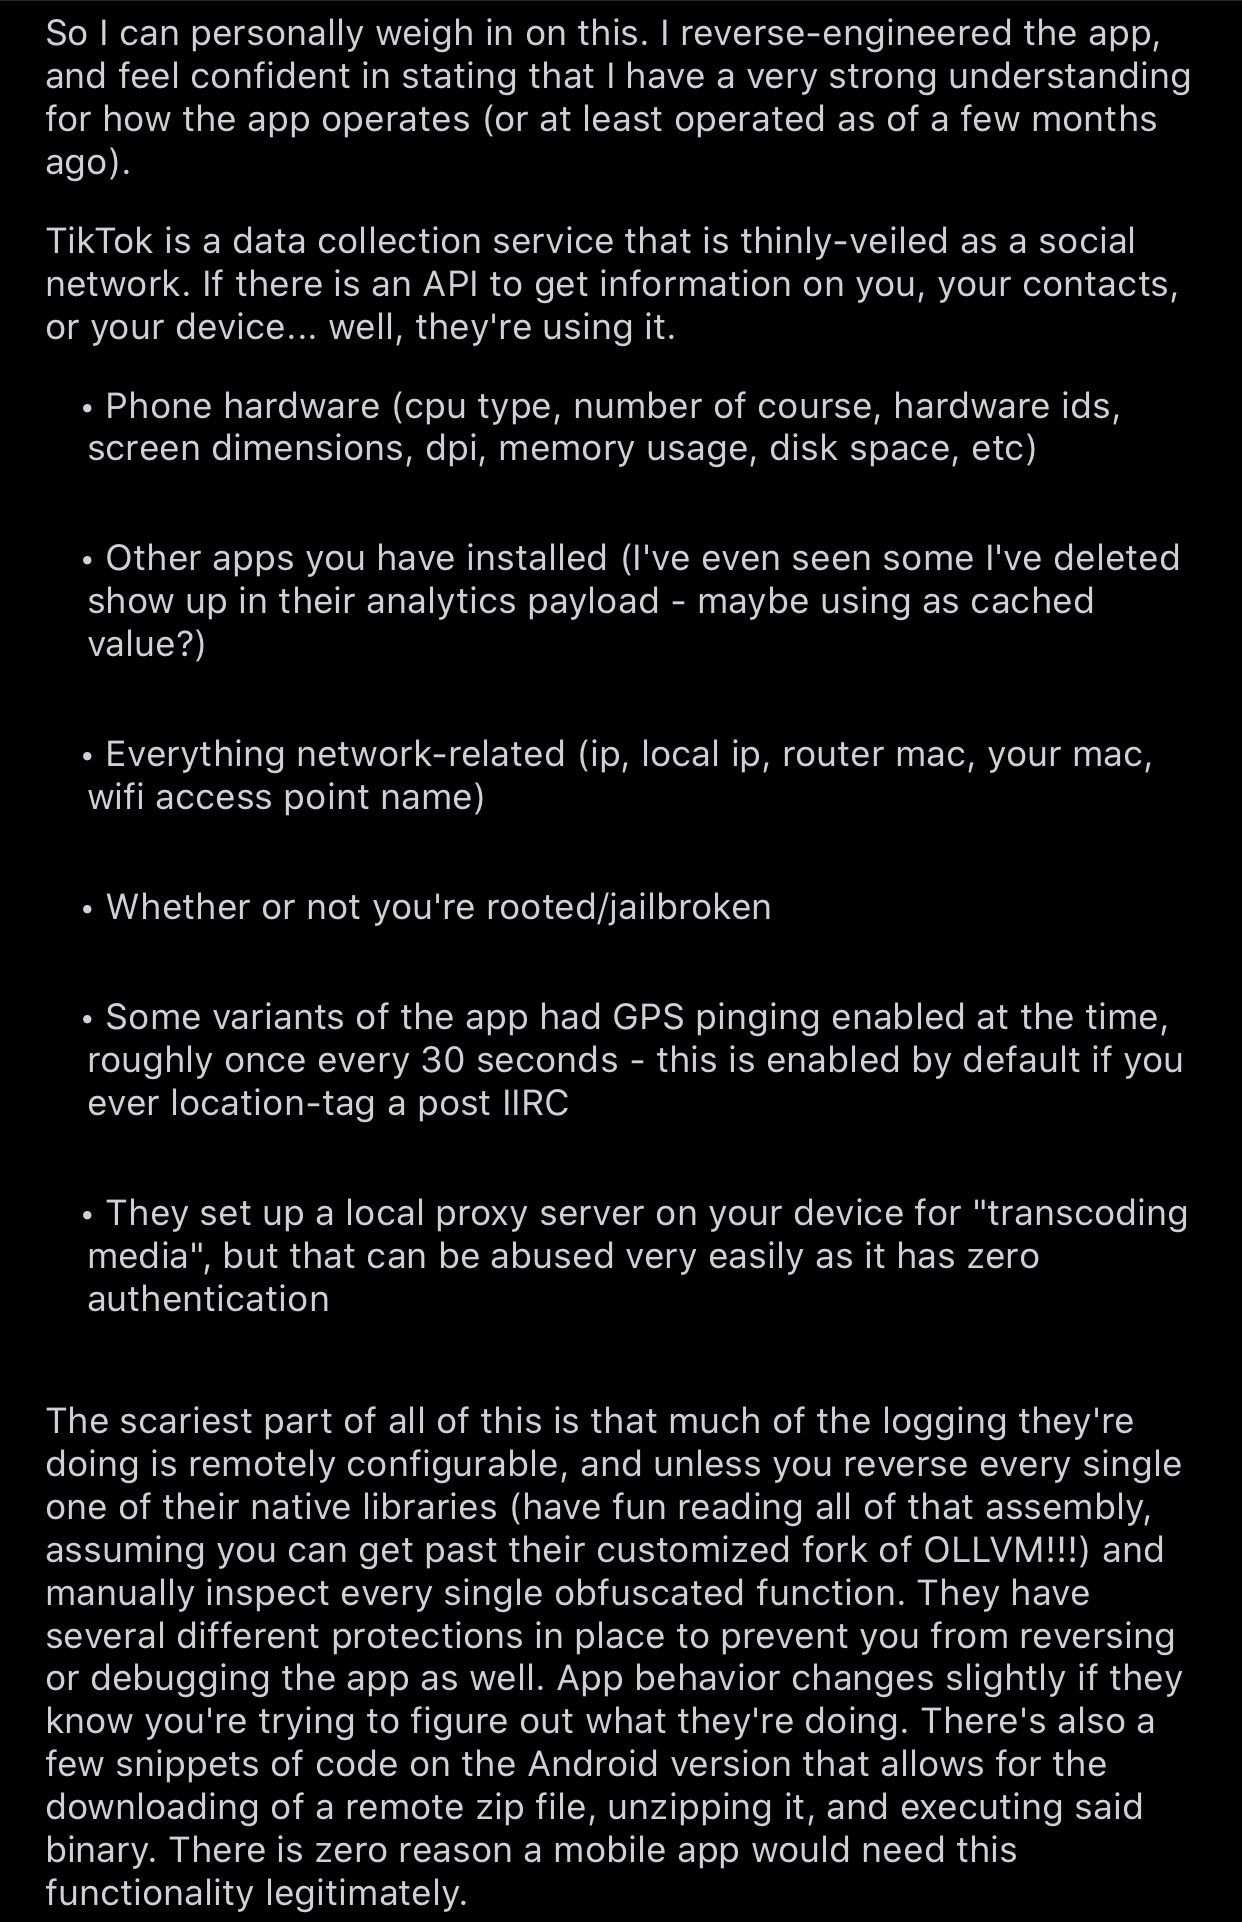 So I can personally weigh in on this. I reverse-engineered the app,
and feel confident in stating that I have a very strong understanding
for how the app operates (or at least operated as of a few months
ago).
TikTok is a data collection service that is thinly-veiled as a social
network. If there is an API to get information on you, your contacts,
or your device... well, they're using it.
• Phone hardware (cpu type, number of course, hardware ids,
screen dimensions, dpi, memory usage, disk space, etc)
• Other apps you have installed (I've even seen some I've deleted
show up in their analytics payload - maybe using as cached
value?)
• Everything network-related (ip, local ip, router mac, your mac,
wifi access point name)
• Whether or not you're rooted/jailbroken
• Some variants of the app had GPS pinging enabled at the time,
roughly once every 30 seconds - this is enabled by default if you
ever location-tag a post IIRC
• They set up a local proxy server on your device for "transcoding
media", but that can be abused very easily as it has zero
authentication
The scariest part of all of this is that much of the logging they're
doing is remotely configurable, and unless you reverse every single
one of their native libraries (have fun reading all of that assembly,
assuming you can get past their customized fork of OLLVM!!!) and
manually inspect every single obfuscated function. They have
several different protections in place to prevent you from reversing
or debugging the app as well. App behavior changes slightly if they
know you're trying to figure out what they're doing. There's also a
few snippets of code on the Android version that allows for the
downloading of a remote zip file, unzipping it, and executing said
binary. There is zero reason a mobile app would need this
functionality legitimately.